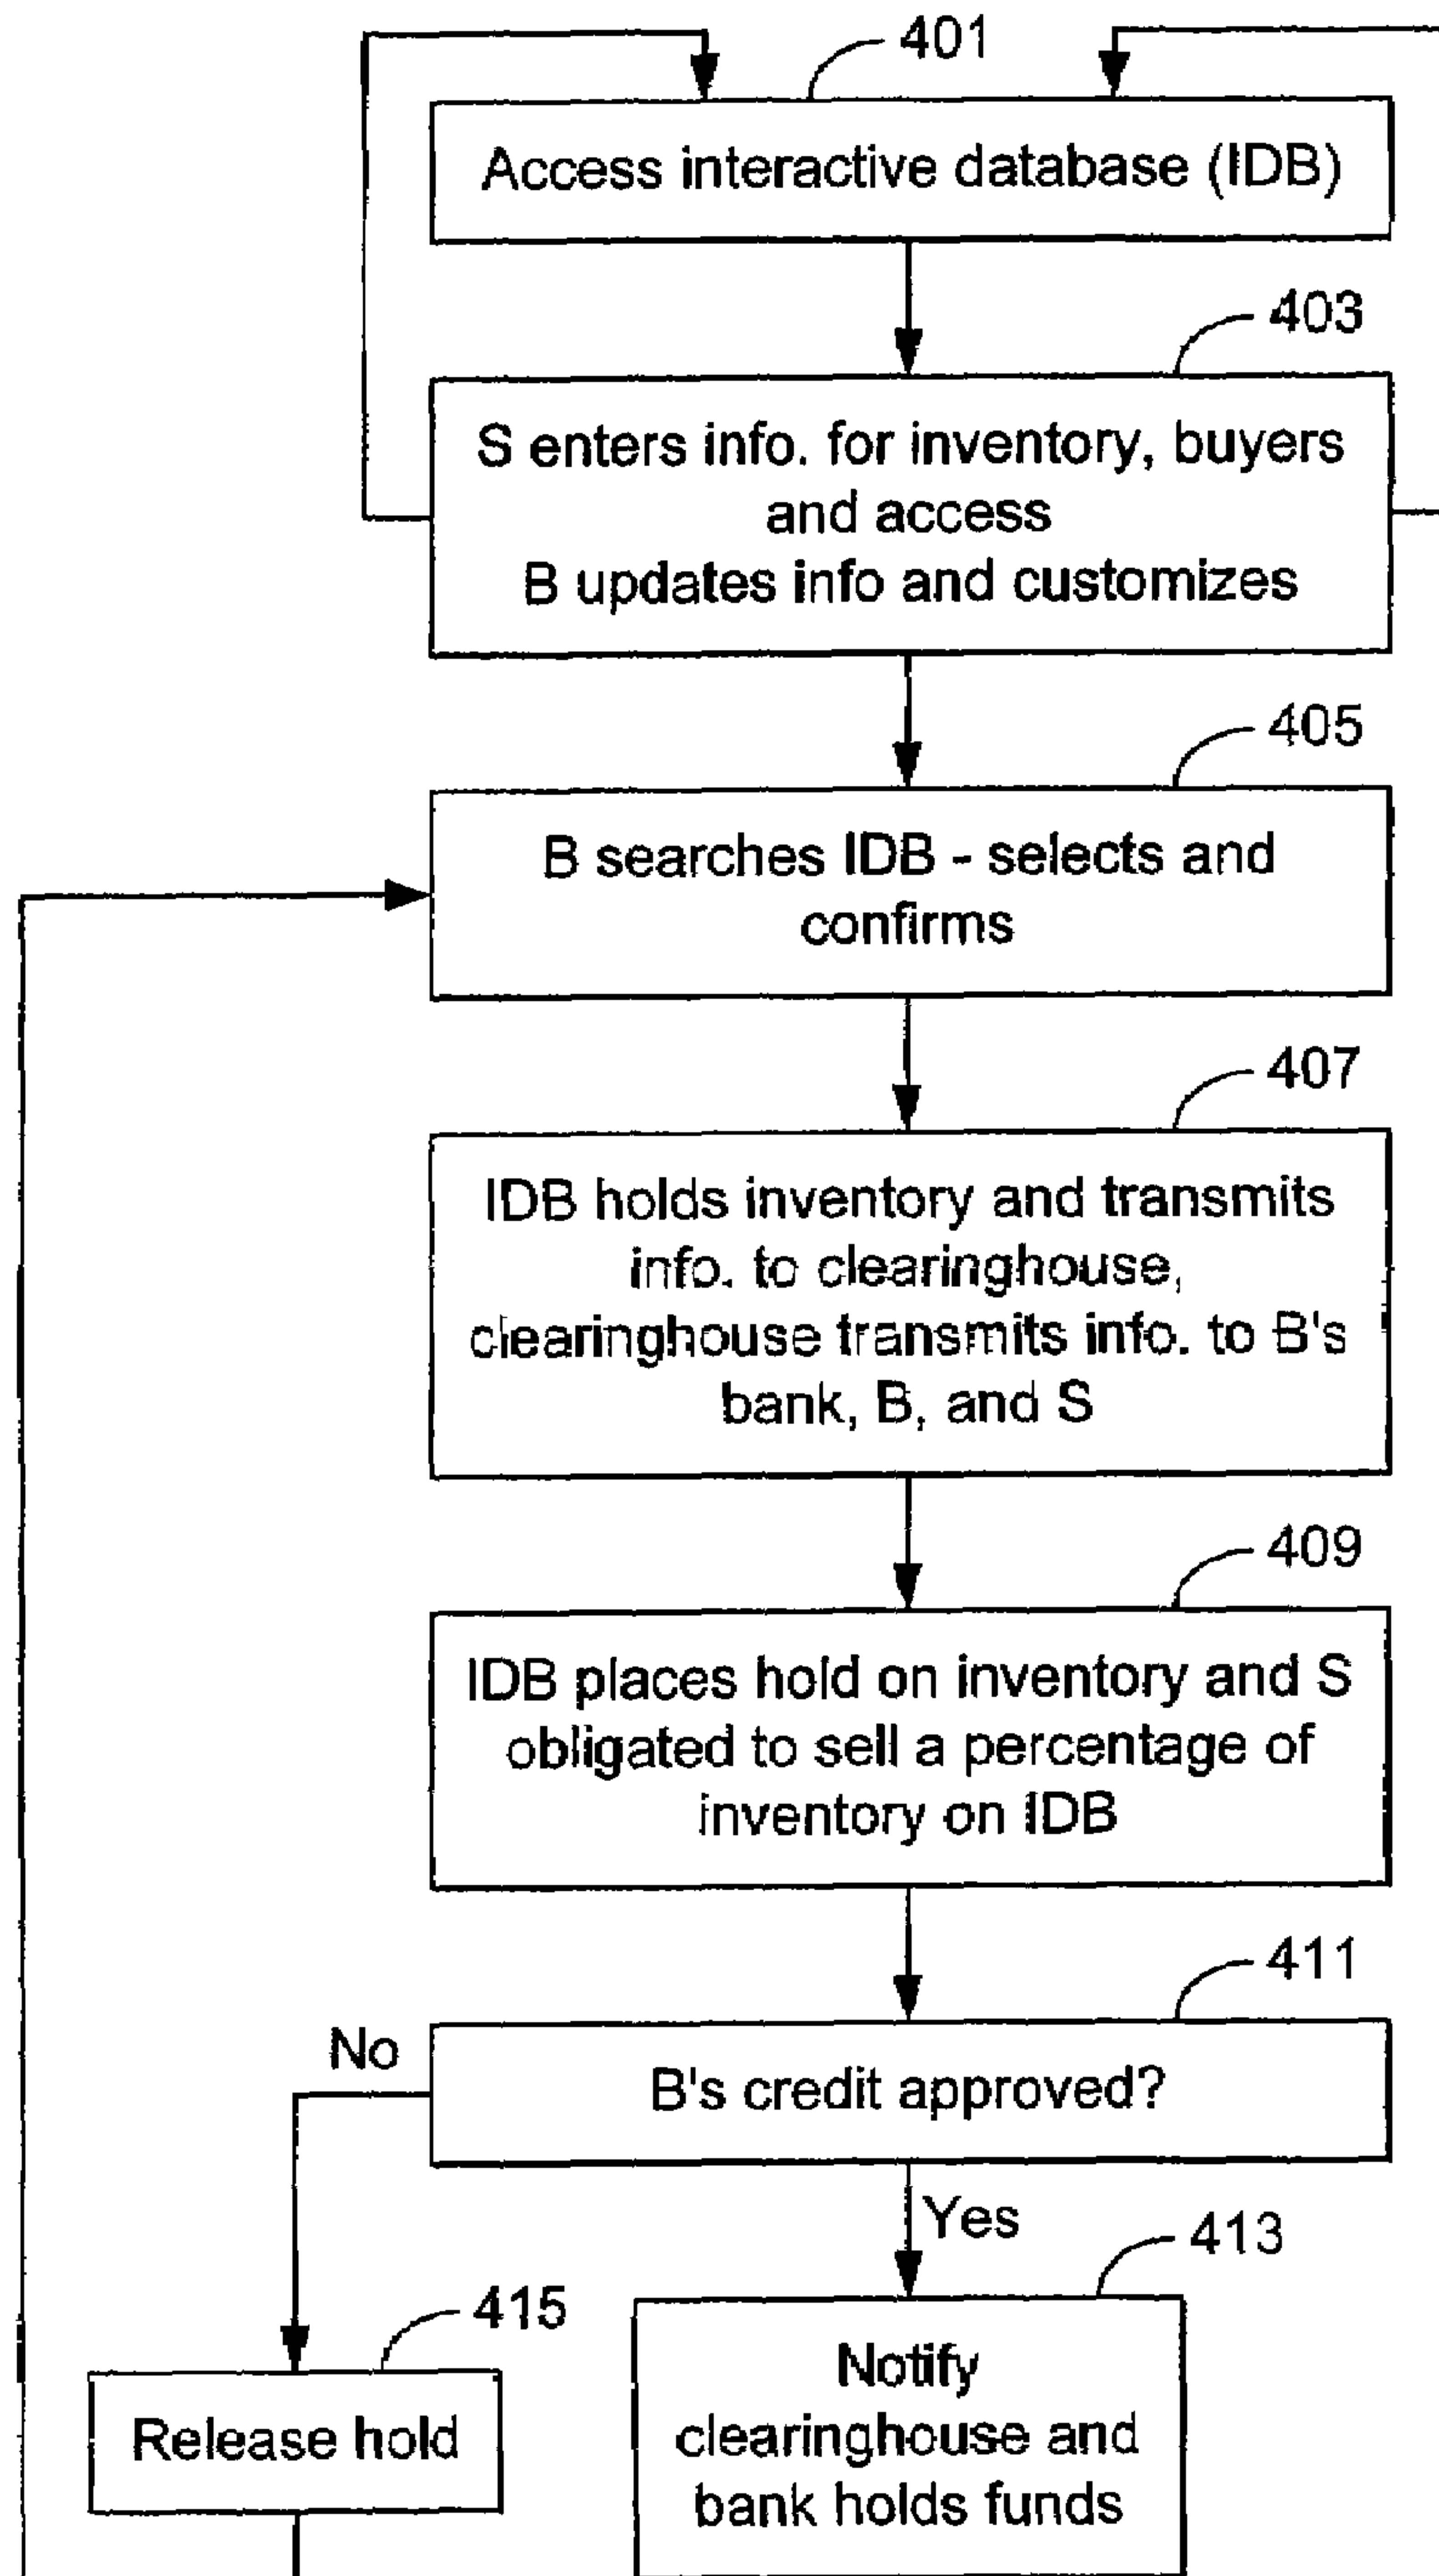 401
Access interactive database (IDB)
403
S enters info. for inventory, buyers
and access
B updates info and customizes
405
B searches IDB - selects and
confirms
407
IDB holds inventory and transmits
info. to clearinghouse,
clearinghouse transmits info. to B's
bank, B, and S
409
IDB places hold on inventory and S
obligated to sell a percentage of
inventory on IDB
411
No
B's credit approved?
Yes
413
415
Release hold
Notify
clearinghouse and
bank holds funds